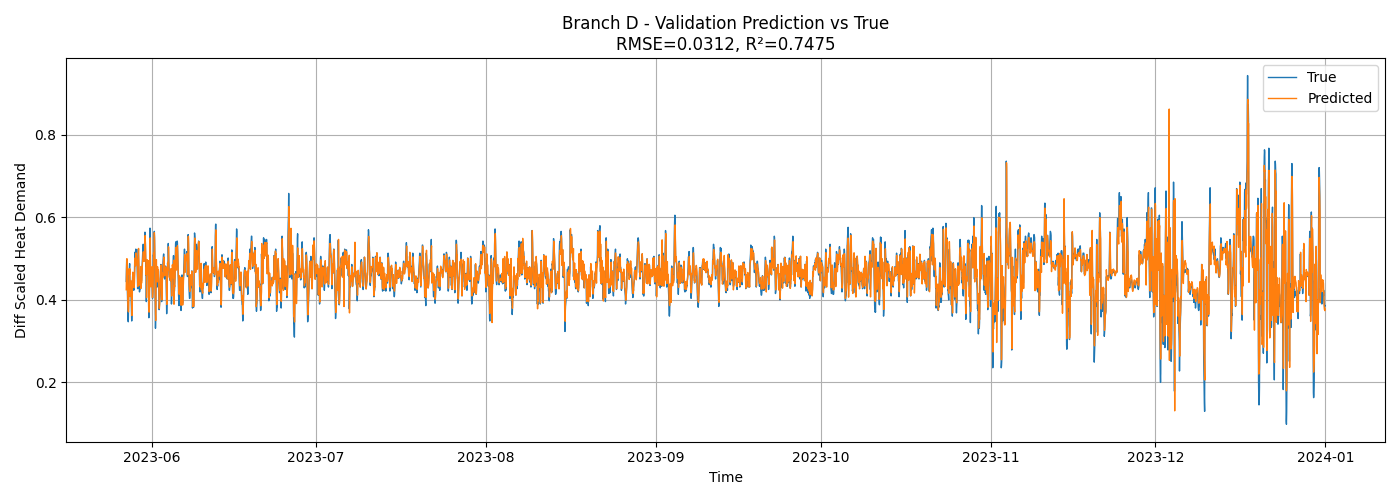 Branch D - Validation Prediction vs True
RMSE=0.0312, R²=0.7475
True
Predicted
Diff Scaled Heat Demand
0.8
0.6
0.4
0.2
2023-06
2023-07
2023-08
2023-09
2023-10
2023-11
2023-12
2024-01
Time